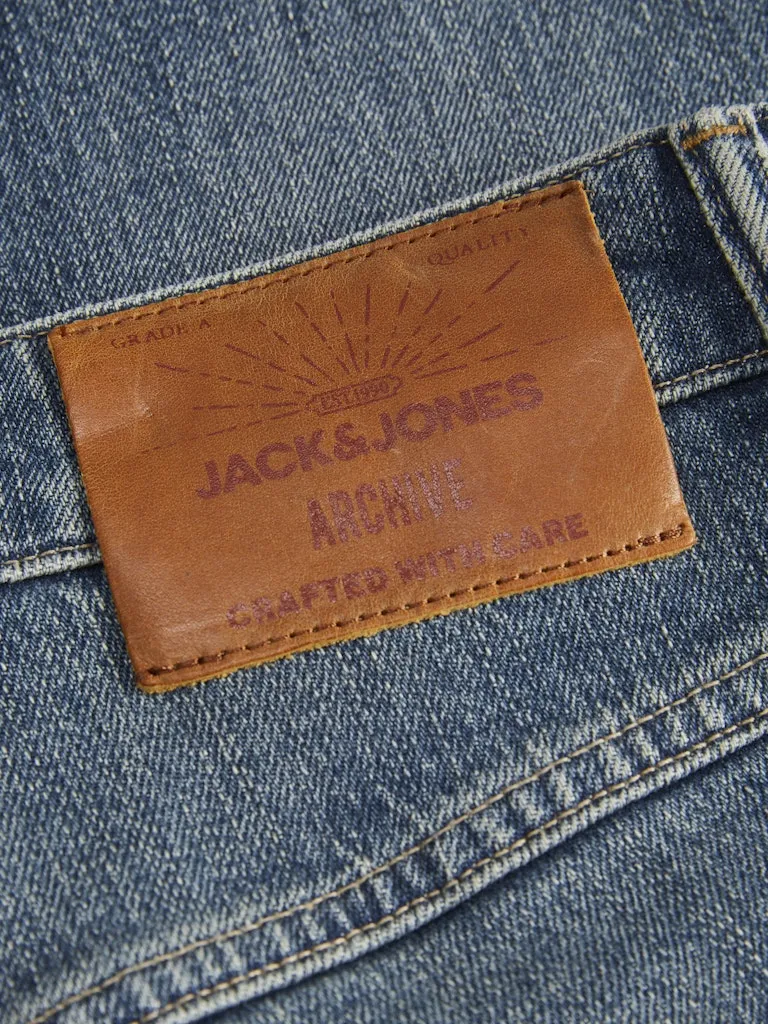 GRADE A QUALITY
EST 1990
JACK&JONES
ARCHIVE
CRAFTED WITH CARE